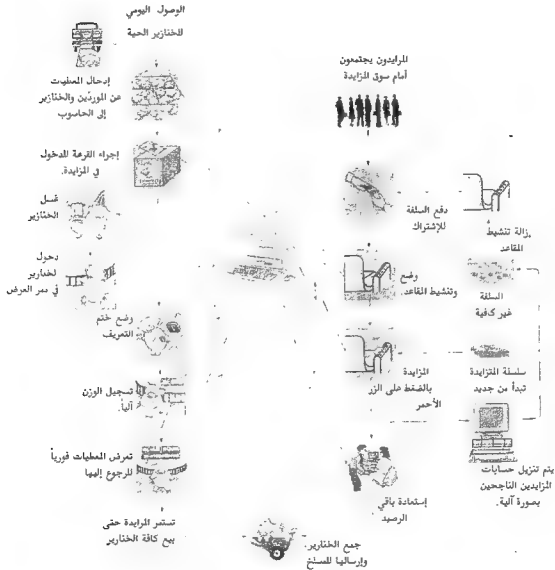 الوصول اليومي
للخنازير الحية
إدخال المعطيات
عن الموردّين والخنازير
إلى الحاسوب
إجراء القرعة للدخول
في المزايدة.
غسل
الخنازير
دخول
الخنازير
في ممر العرض
وضع ختم
التعريف
تسجيل الوزن
آلياً.
تعرض المعطيات فورياً
للرجوع إليها
تستمر المزايدة حتى
بيع كافة الخنازير
جمع الخنازير.
وإرسالها للمسلخ
المزايدون يجتمعون
أمام سوق المزايدة
دفع السلفة
للإشتراك
وضع
وتنشيط المقاعد.
المزايدة
بالضغط على الزر
الأحمر
إستعادة باقي
الرصيد
إزالة تنشيط
المقاعد
السلفة
غير كافية
سلسلة المتزايدة
تبدأ من جديد
يتم تنزيل حسابات
المزايدين الناجحين
بصورة آلية.